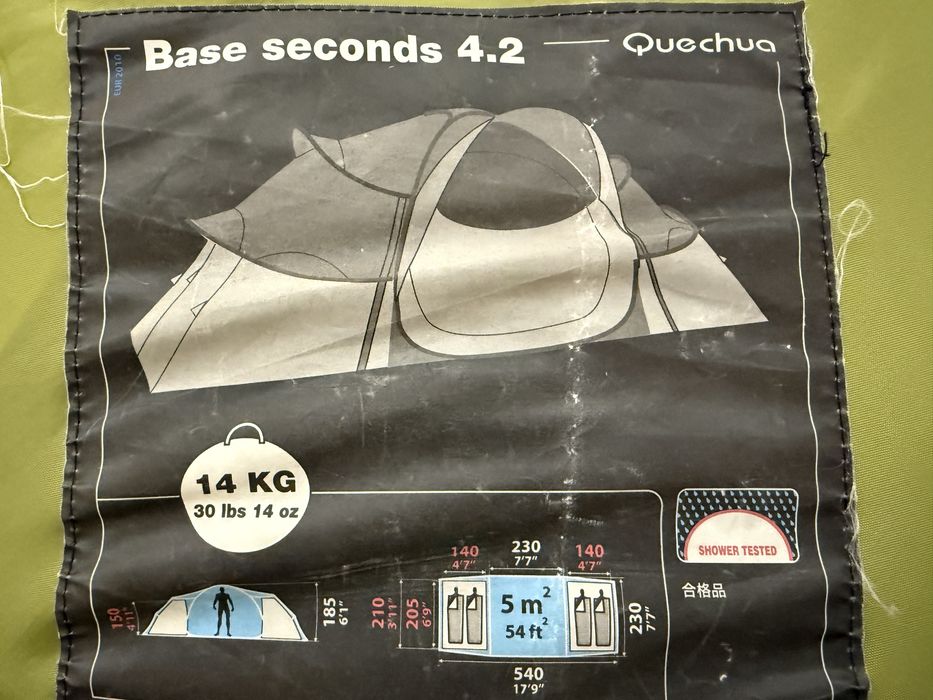 Base seconds 4.2
Quechua
EUR 2010
14 KG
30 lbs 14 oz
SHOWER TESTED
合格品
150
4'11"
185
6'1"
140
4'7"
230
7'7"
140
4'7"
210
3'11"
205
6'9"
5 m²
54 ft²
230
7'7"
540
17'9"